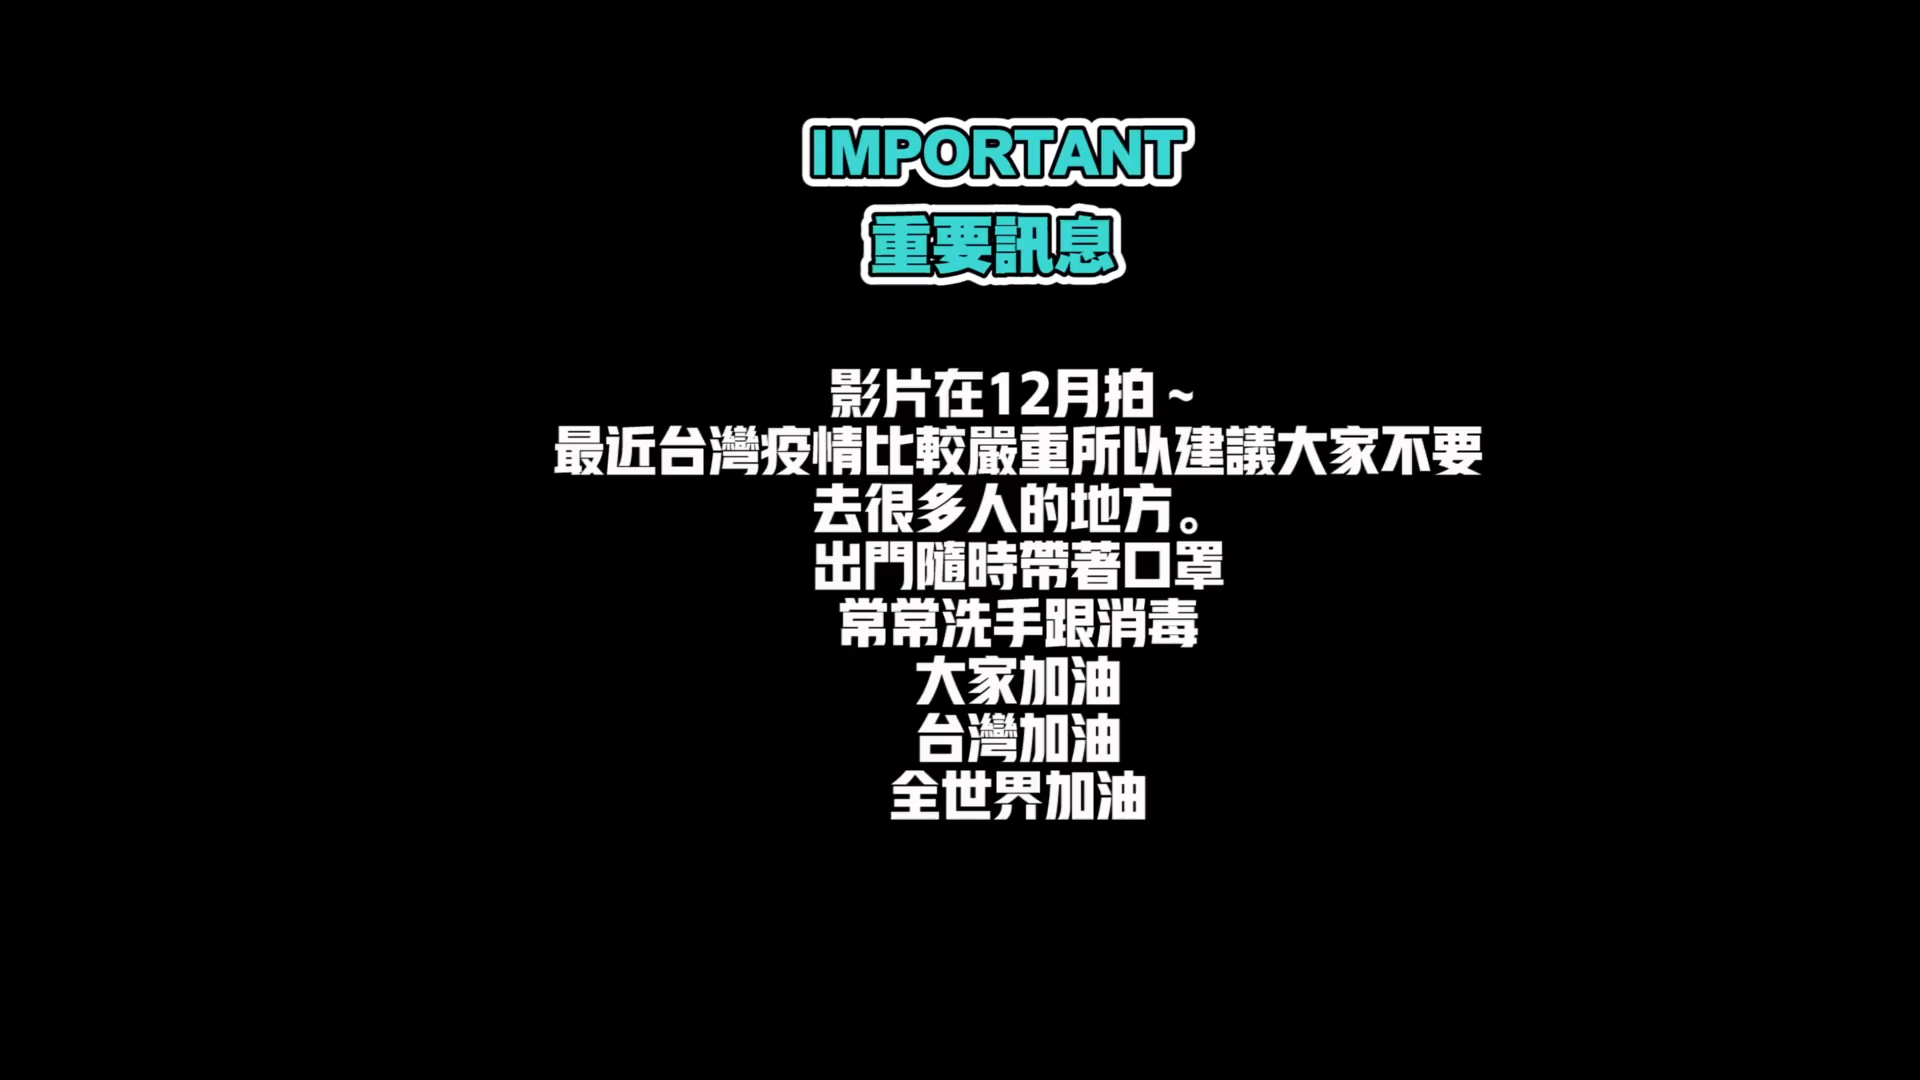 IMPORTANT
重要訊息
影片在12月拍~
最近台灣疫情比較嚴重所以建議大家不要
去很多人的地方。
出門隨時帶著口罩
常常洗手跟消毒
大家加油
台灣加油
全世界加油